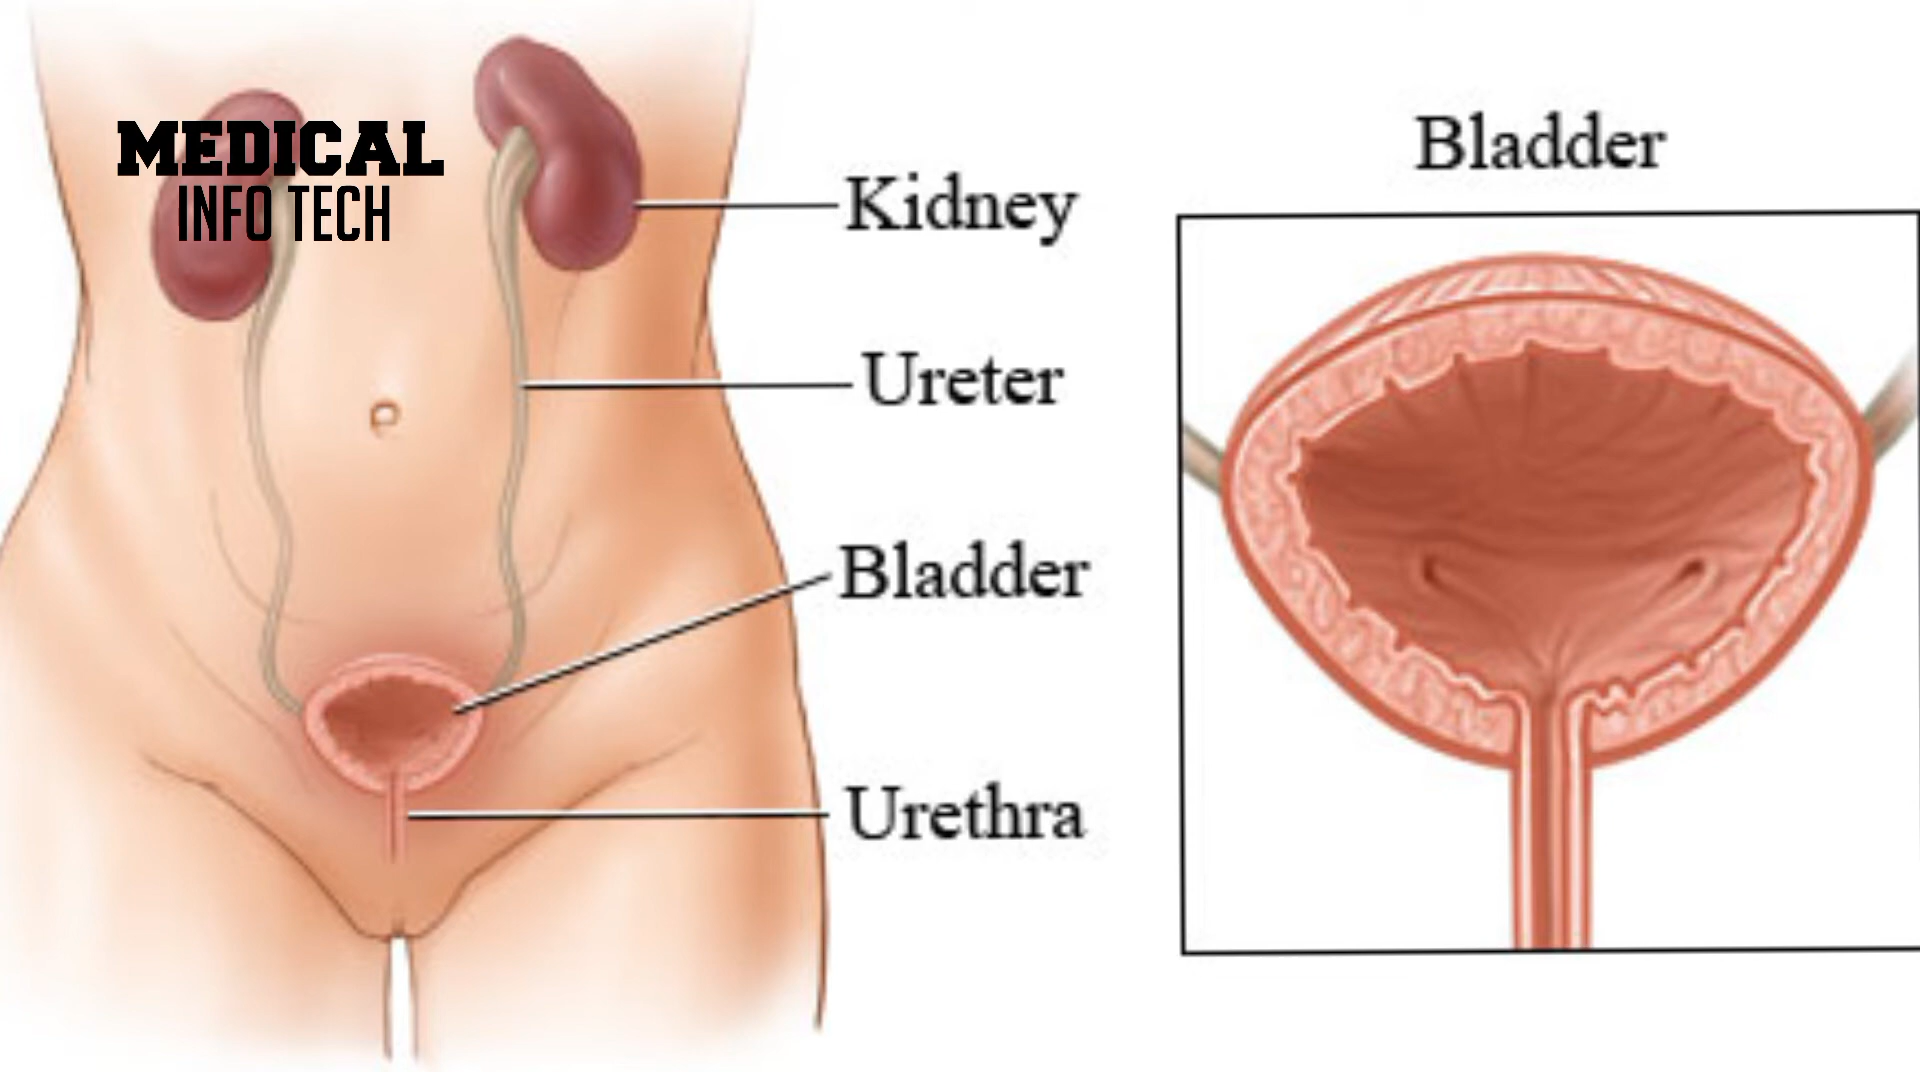 MEDICAL
INFO TECH
Kidney
Ureter
Bladder
Urethra
Bladder